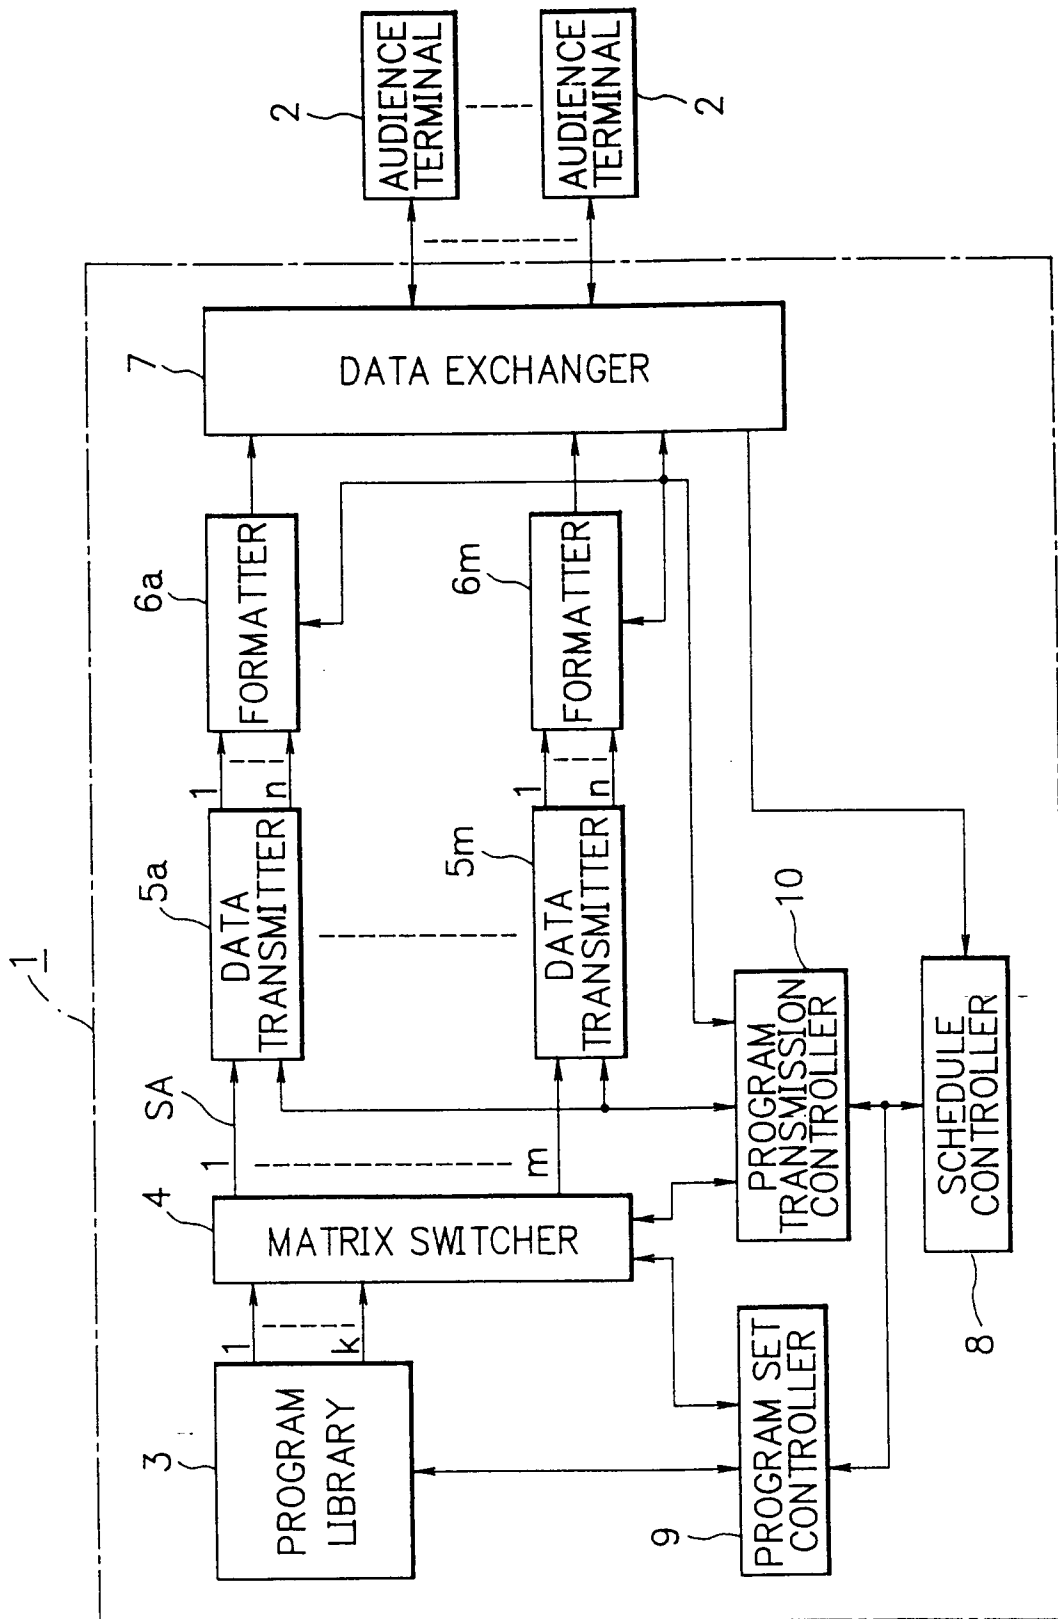 1
3
PROGRAM
LIBRARY
1
k
4
MATRIX SWITCHER
1
SA
m
5a
DATA
TRANSMITTER
1
n
6a
FORMATTER
5m
DATA
TRANSMITTER
1
n
6m
FORMATTER
7
DATA EXCHANGER
2
AUDIENCE
TERMINAL
AUDIENCE
TERMINAL
2
9
PROGRAM SET
CONTROLLER
10
PROGRAM
TRANSMISSION
CONTROLLER
8
SCHEDULE
CONTROLLER